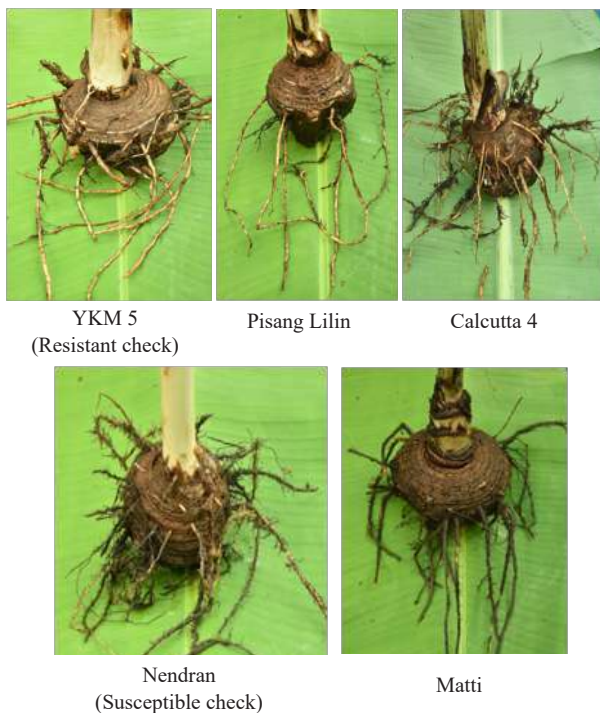 YKM 5
(Resistant check)
Pisang Lilin
Calcutta 4
Nendran
(Susceptible check)
Matti